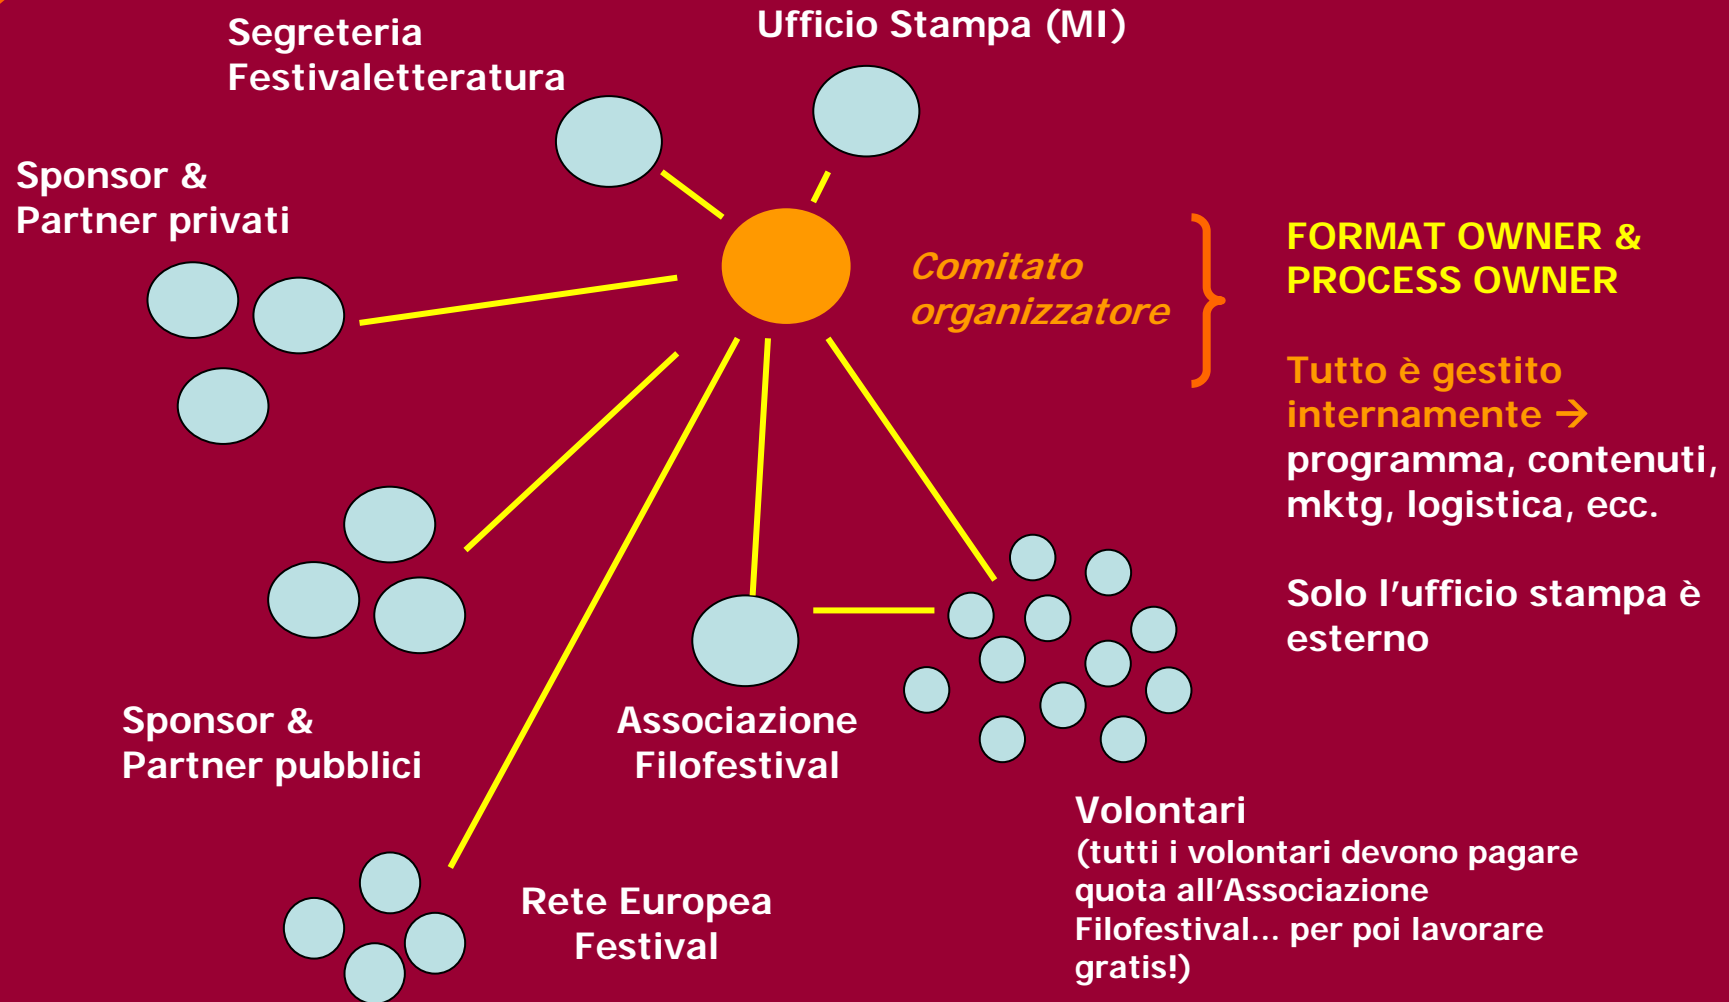 Segreteria
Festivaletteratura
Ufficio Stampa (MI)
Sponsor &
Partner privati
Comitato
organizzatore
FORMAT OWNER &
PROCESS OWNER
Tutto è gestito
internamente →
programma, contenuti,
mktg, logistica, ecc.
Solo l'ufficio stampa è
esterno
Sponsor &
Partner pubblici
Associazione
Filofestival
Volontari
(tutti i volontari devono pagare
quota all'Associazione
Filofestival... per poi lavorare
gratis!)
Rete Europea
Festival